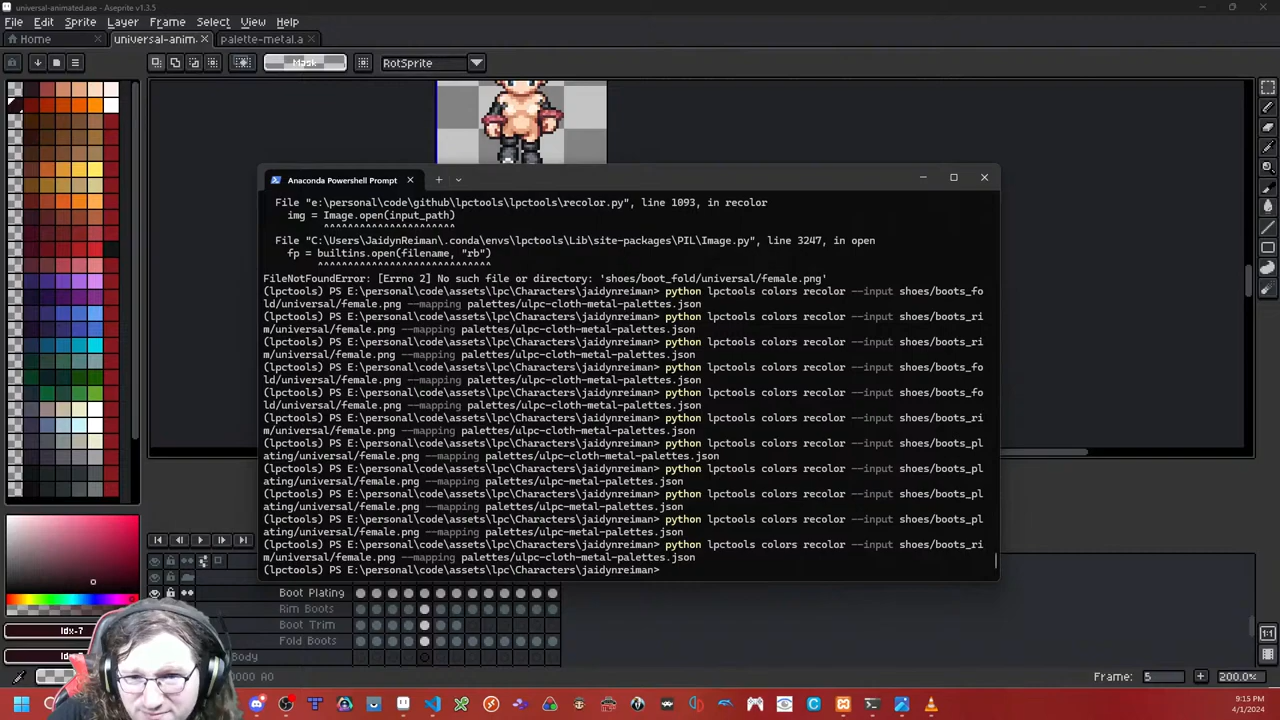 universal-animated.ase - Aseprite v1.3.5
File Edit Sprite Layer Frame Select View Help
Home universal-anim. palette-metal.a
Mask RotSprite
Anaconda Powershell Prompt
File "e:\personal\code\github\lpctools\lpctools\recolor.py", line 1093, in recolor
img = Image.open(input_path)
^^^^^^^^^^^^^^^^^^^^^^
File "C:\Users\JaidynReiman\.conda\envs\lpctools\Lib\site-packages\PIL\Image.py", line 3247, in open
fp = builtins.open(filename, "rb")
^^^^^^^^^^^^^^^^^^^^^^^^^^^^^
FileNotFoundError: [Errno 2] No such file or directory: 'shoes/boot_fold/universal/female.png'
(lpctools) PS E:\personal\code\assets\lpc\Characters\jaidynreiman> python lpctools colors recolor --input shoes/boots_fo
ld/universal/female.png --mapping palettes/ulpc-cloth-metal-palettes.json
(lpctools) PS E:\personal\code\assets\lpc\Characters\jaidynreiman> python lpctools colors recolor --input shoes/boots_ri
m/universal/female.png --mapping palettes/ulpc-cloth-metal-palettes.json
(lpctools) PS E:\personal\code\assets\lpc\Characters\jaidynreiman> python lpctools colors recolor --input shoes/boots_ri
m/universal/female.png --mapping palettes/ulpc-cloth-metal-palettes.json
(lpctools) PS E:\personal\code\assets\lpc\Characters\jaidynreiman> python lpctools colors recolor --input shoes/boots_fo
ld/universal/female.png --mapping palettes/ulpc-cloth-metal-palettes.json
(lpctools) PS E:\personal\code\assets\lpc\Characters\jaidynreiman> python lpctools colors recolor --input shoes/boots_fo
ld/universal/female.png --mapping palettes/ulpc-cloth-metal-palettes.json
(lpctools) PS E:\personal\code\assets\lpc\Characters\jaidynreiman> python lpctools colors recolor --input shoes/boots_ri
m/universal/female.png --mapping palettes/ulpc-cloth-metal-palettes.json
(lpctools) PS E:\personal\code\assets\lpc\Characters\jaidynreiman> python lpctools colors recolor --input shoes/boots_pl
ating/universal/female.png --mapping palettes/ulpc-cloth-metal-palettes.json
(lpctools) PS E:\personal\code\assets\lpc\Characters\jaidynreiman> python lpctools colors recolor --input shoes/boots_pl
ating/universal/female.png --mapping palettes/ulpc-metal-palettes.json
(lpctools) PS E:\personal\code\assets\lpc\Characters\jaidynreiman> python lpctools colors recolor --input shoes/boots_pl
ating/universal/female.png --mapping palettes/ulpc-metal-palettes.json
(lpctools) PS E:\personal\code\assets\lpc\Characters\jaidynreiman> python lpctools colors recolor --input shoes/boots_pl
ating/universal/female.png --mapping palettes/ulpc-metal-palettes.json
(lpctools) PS E:\personal\code\assets\lpc\Characters\jaidynreiman> python lpctools colors recolor --input shoes/boots_ri
m/universal/female.png --mapping palettes/ulpc-cloth-metal-palettes.json
(lpctools) PS E:\personal\code\assets\lpc\Characters\jaidynreiman>
Boot Plating
Rim Boots
Boot Trim
Fold Boots
Body
Idx-7
0000 A0
Frame: 5 200.0%
1:1
9:15 PM
4/1/2024